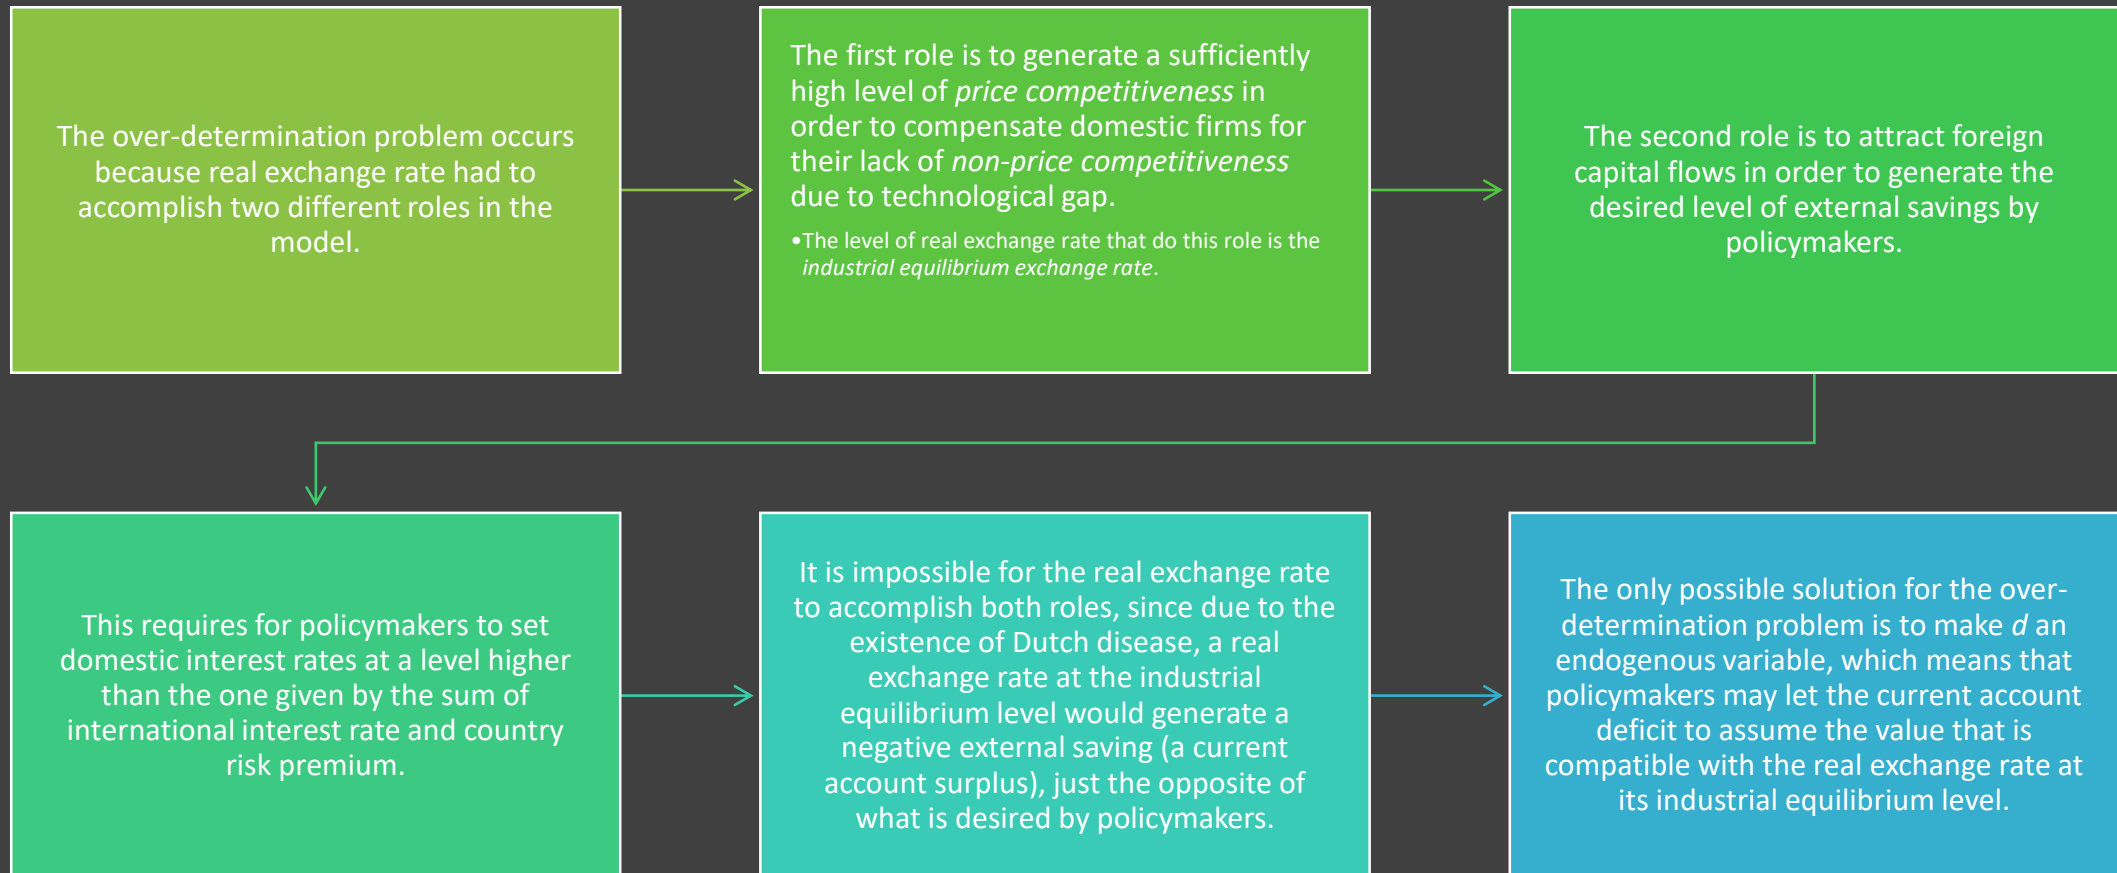 The over-determination problem occurs
because real exchange rate had to
accomplish two different roles in the
model.
The first role is to generate a sufficiently
high level of price competitiveness in
order to compensate domestic firms for
their lack of non-price competitiveness
due to technological gap.
•The level of real exchange rate that do this role is the
industrial equilibrium exchange rate.
The second role is to attract foreign
capital flows in order to generate the
desired level of external savings by
policymakers.
This requires for policymakers to set
domestic interest rates at a level higher
than the one given by the sum of
international interest rate and country
risk premium.
It is impossible for the real exchange rate
to accomplish both roles, since due to the
existence of Dutch disease, a real
exchange rate at the industrial
equilibrium level would generate a
negative external saving (a current
account surplus), just the opposite of
what is desired by policymakers.
The only possible solution for the over-
determination problem is to make d an
endogenous variable, which means that
policymakers may let the current account
deficit to assume the value that is
compatible with the real exchange rate at
its industrial equilibrium level.